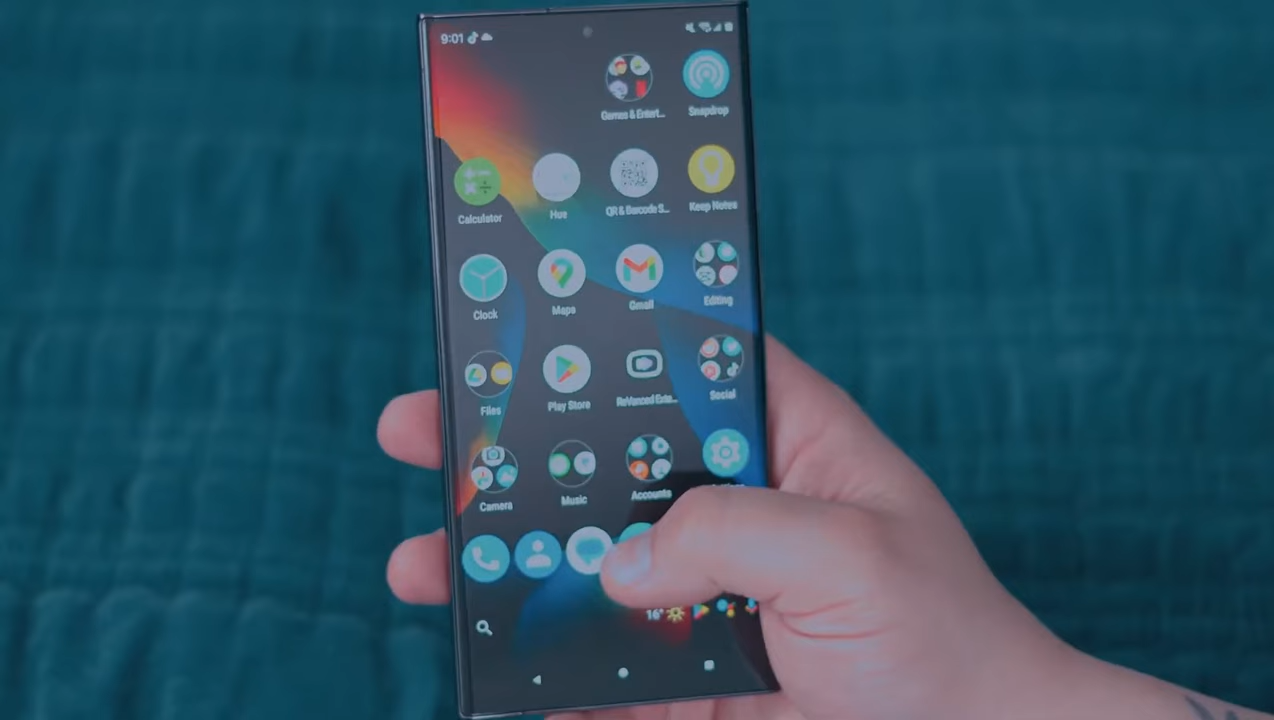 9:01
Games & Entert...
Snapdrop
Calculator
Hue
QR & Barcode S...
Keep Notes
Clock
Maps
Gmail
Editing
Files
Play Store
ReVanced Exte...
Social
Camera
Music
Accounts
16°